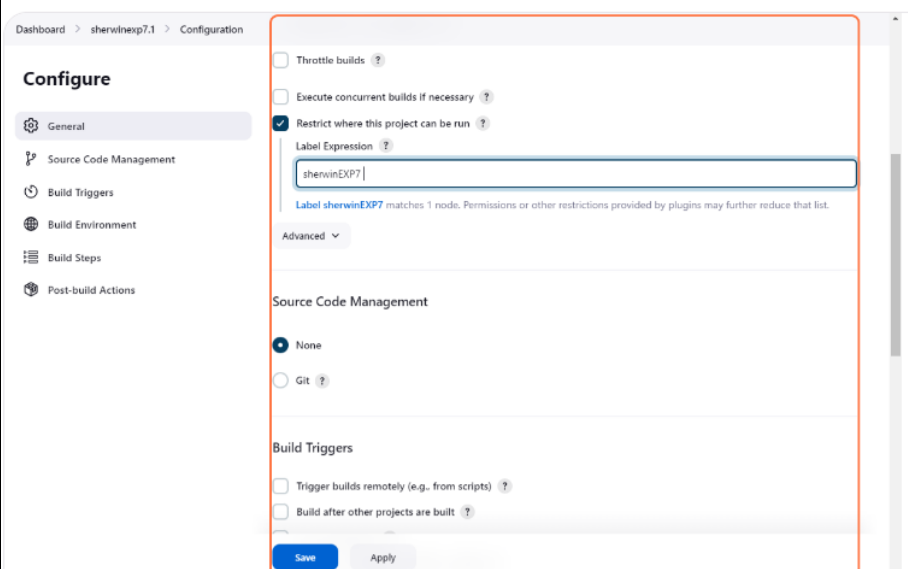 Dashboard > sherwinexp7.1 > Configuration
Configure
General
Source Code Management
Build Triggers
Build Environment
Build Steps
Post-build Actions
Throttle builds ?
Execute concurrent builds if necessary ?
Restrict where this project can be run ?
Label Expression ?
sherwinEXP7
Label sherwinEXP7 matches 1 node. Permissions or other restrictions provided by plugins may further reduce that list.
Advanced
Source Code Management
None
Git ?
Build Triggers
Trigger builds remotely (e.g., from scripts) ?
Build after other projects are built ?
Save Apply